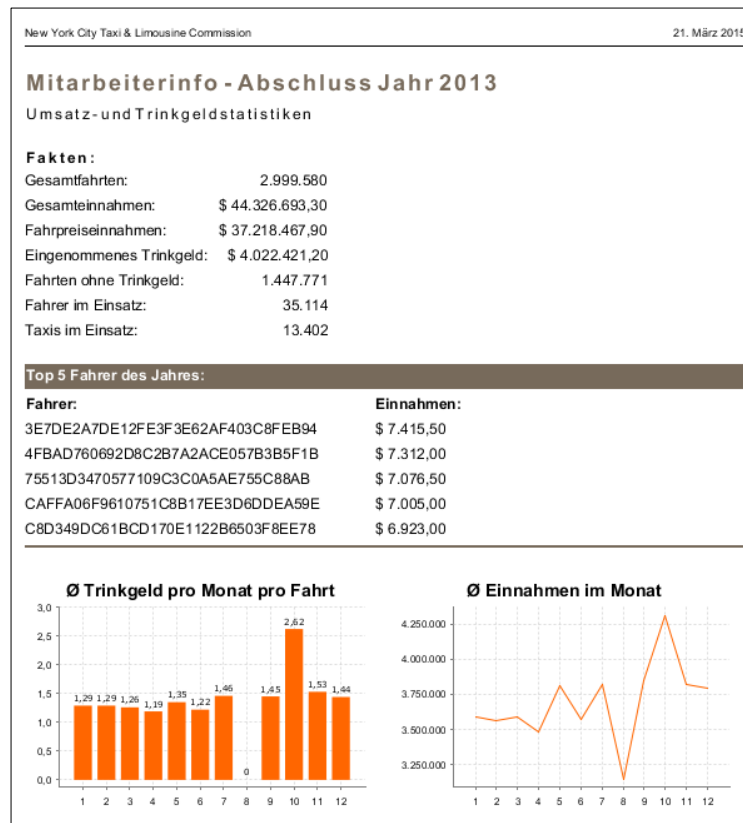 New York City Taxi & Limousine Commission 21. März 2015
Mitarbeiterinfo - Abschluss Jahr 2013
Umsatz- und Trinkgeldstatistiken
Fakten:
Gesamtfahrten: 2.999.580
Gesamteinnahmen: $ 44.326.693,30
Fahrpreiseinnahmen: $ 37.218.467,90
Eingenommenes Trinkgeld: $ 4.022.421,20
Fahrten ohne Trinkgeld: 1.447.771
Fahrer im Einsatz: 35.114
Taxis im Einsatz: 13.402
Top 5 Fahrer des Jahres:
Fahrer: Einnahmen:
3E7DE2A7DE12FE3F3E62AF403C8FEB94 $ 7.415,50
4FBAD760692D8C2B7A2ACE057B3B5F1B $ 7.312,00
75513D3470577109C3C0A5AE755C88AB $ 7.076,50
CAFFA06F9610751C8B17EE3D6DDEA59E $ 7.005,00
C8D349DC61BCD170E1122B6503F8EE78 $ 6.923,00
Ø Trinkgeld pro Monat pro Fahrt
3,0
2,5
2,0
1,5
1,0
0,5
0,0
1,29 1,29 1,26 1,19 1,35 1,22 1,46 0 1,45 2,62 1,53 1,44
1 2 3 4 5 6 7 8 9 10 11 12
Ø Einnahmen im Monat
4.250.000
4.000.000
3.750.000
3.500.000
3.250.000
1 2 3 4 5 6 7 8 9 10 11 12